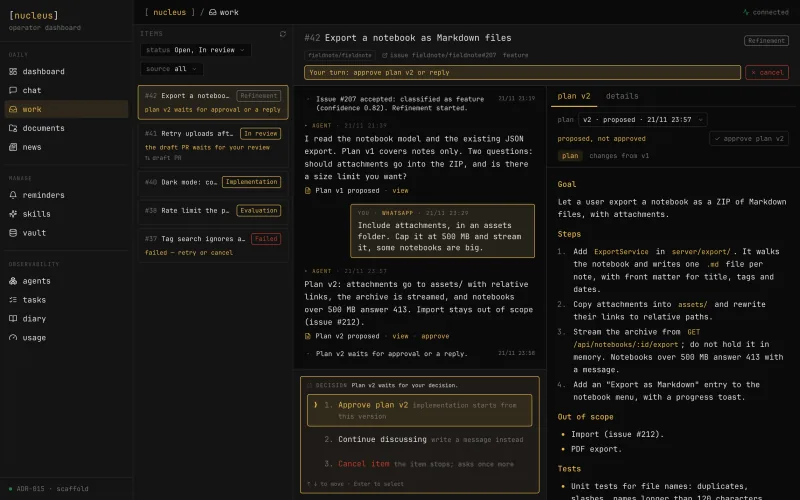 [nucleus]
operator dashboard
DAILY
dashboard
chat
work
documents
news
MANAGE
reminders
skills
vault
OBSERVABILITY
agents
tasks
diary
usage
ADR-015 · scaffold
[ nucleus ] / work
connected
ITEMS
status Open, In review
source all
#42 Export a noteboo… Refinement
plan v2 waits for approval or a reply
#41 Retry uploads aft… In review
the draft PR waits for your review
draft PR
#40 Dark mode: co… Implementation
#38 Rate limit the p… Evaluation
#37 Tag search ignores a… Failed
failed — retry or cancel
#42 Export a notebook as Markdown files
Refinement
fieldnote/fieldnote issue fieldnote/fieldnote#207 feature
Your turn: approve plan v2 or reply
× cancel
· Issue #207 accepted: classified as feature (confidence 0.82). Refinement started. 21/11 21:19
AGENT · 21/11 21:39
I read the notebook model and the existing JSON
export. Plan v1 covers notes only. Two questions:
should attachments go into the ZIP, and is there
a size limit you want?
Plan v1 proposed · view
YOU · WHATSAPP · 21/11 23:29
Include attachments, in an assets
folder. Cap it at 500 MB and stream
it, some notebooks are big.
AGENT · 21/11 23:57
Plan v2: attachments go to assets/ with relative
links, the archive is streamed, and notebooks
over 500 MB answer 413. Import stays out of scope
(issue #212).
Plan v2 proposed · view · approve
· Plan v2 waits for approval or a reply. 21/11 23:58
DECISION Plan v2 waits for your decision.
❯ 1. Approve plan v2 implementation starts from
this version
2. Continue discussing write a message instead
3. Cancel item the item stops; asks once more
↑ ↓ to move · Enter to select
plan v2 details
plan v2 · proposed · 21/11 23:57
proposed, not approved
✓ approve plan v2
plan changes from v1
Goal
Let a user export a notebook as a ZIP of Markdown
files, with attachments.
Steps
1. Add ExportService in server/export/. It walks
the notebook and writes one .md file per
note, with front matter for title, tags and
dates.
2. Copy attachments into assets/ and rewrite
their links to relative paths.
3. Stream the archive from GET
/api/notebooks/:id/export; do not hold it in
memory. Notebooks over 500 MB answer 413 with
a message.
4. Add an "Export as Markdown" entry to the
notebook menu, with a progress toast.
Out of scope
• Import (issue #212).
• PDF export.
Tests
• Unit tests for file names: duplicates,
slashes, names longer than 120 characters